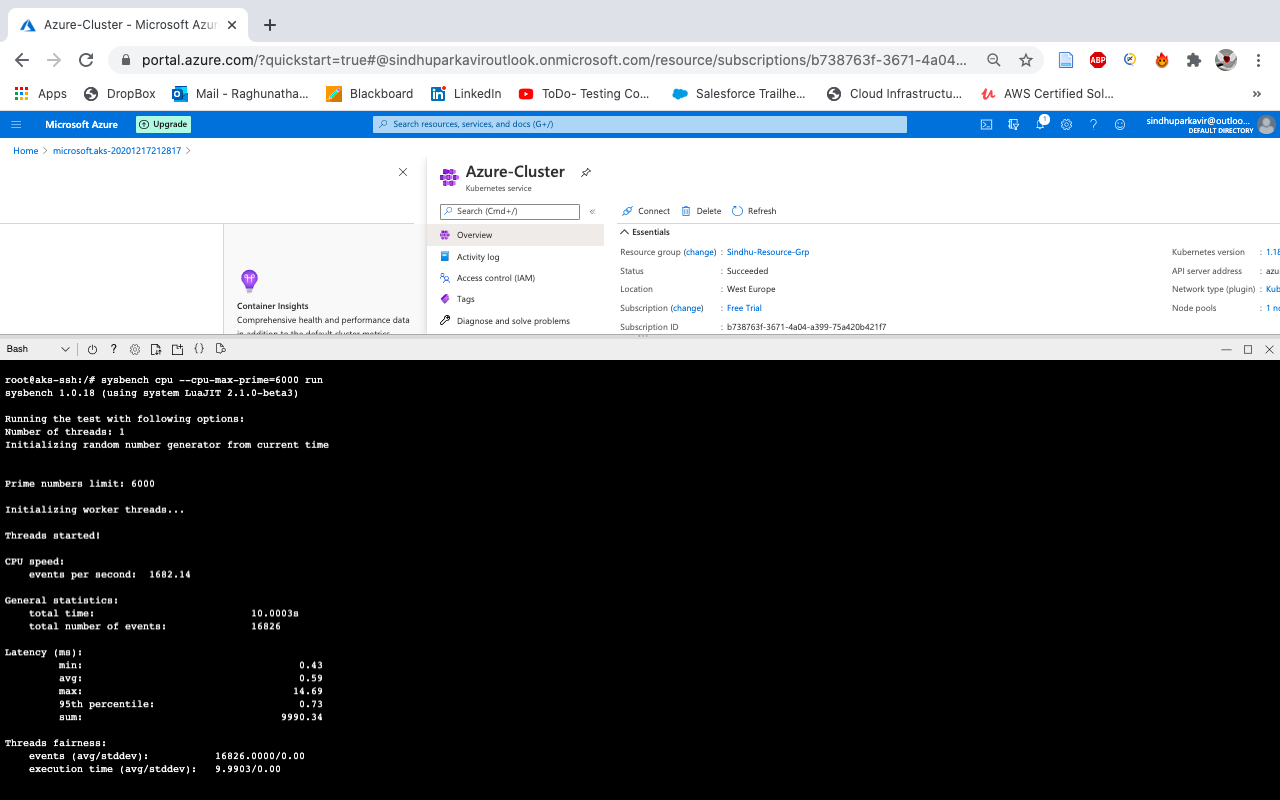 Azure-Cluster - Microsoft Azur
portal.azure.com/?quickstart=true#@sindhuparkaviroutlook.onmicrosoft.com/resource/subscriptions/b738763f-3671-4a04...
ABP
Apps DropBox Mail - Raghunatha... Blackboard LinkedIn ToDo- Testing Co... Salesforce Trailhe... Cloud Infrastructu... AWS Certified Sol... »
Microsoft Azure Upgrade Search resources, services, and docs (G+/) 1 sindhuparkavir@outloo...
DEFAULT DIRECTORY
Home > microsoft.aks-20201217212817 >
Container Insights
Comprehensive health and performance data
in addition to the default cluster metrics
Azure-Cluster
Kubernetes service
Search (Cmd+/) «
Overview
Activity log
Access control (IAM)
Tags
Diagnose and solve problems
Connect Delete Refresh
Essentials
Resource group (change) : Sindhu-Resource-Grp
Status : Succeeded
Location : West Europe
Subscription (change) : Free Trial
Subscription ID : b738763f-3671-4a04-a399-75a420b421f7
Kubernetes version : 1.18
API server address : azu
Network type (plugin) : Kub
Node pools : 1 no
Bash
root@aks-ssh:/# sysbench cpu --cpu-max-prime=6000 run
sysbench 1.0.18 (using system LuaJIT 2.1.0-beta3)
Running the test with following options:
Number of threads: 1
Initializing random number generator from current time
Prime numbers limit: 6000
Initializing worker threads...
Threads started!
CPU speed:
events per second: 1682.14
General statistics:
total time: 10.0003s
total number of events: 16826
Latency (ms):
min: 0.43
avg: 0.59
max: 14.69
95th percentile: 0.73
sum: 9990.34
Threads fairness:
events (avg/stddev): 16826.0000/0.00
execution time (avg/stddev): 9.9903/0.00